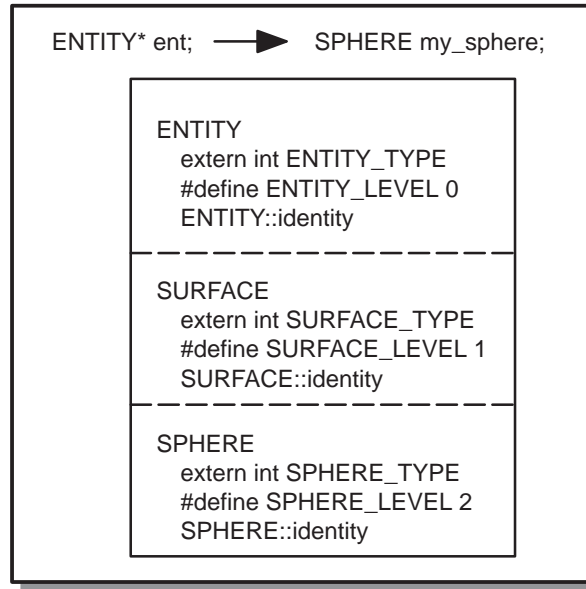 ENTITY* ent; SPHERE my_sphere;
ENTITY
extern int ENTITY_TYPE
#define ENTITY_LEVEL 0
ENTITY::identity
SURFACE
extern int SURFACE_TYPE
#define SURFACE_LEVEL 1
SURFACE::identity
SPHERE
extern int SPHERE_TYPE
#define SPHERE_LEVEL 2
SPHERE::identity